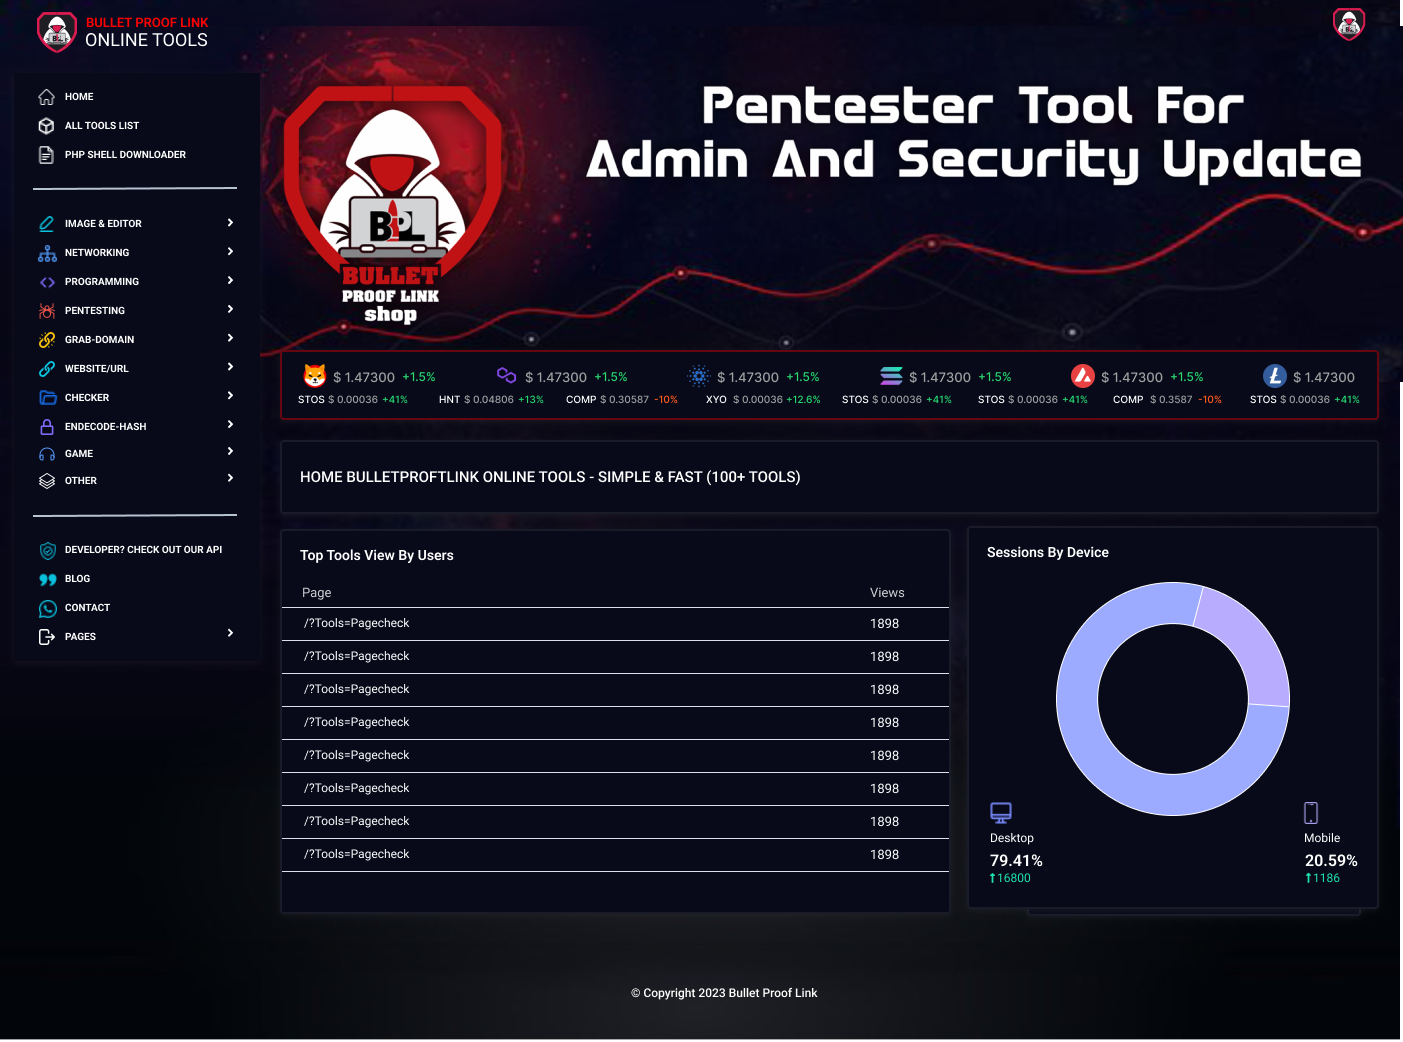 BULLET PROOF LINK
ONLINE TOOLS
HOME
ALL TOOLS LIST
PHP SHELL DOWNLOADER
IMAGE & EDITOR
NETWORKING
PROGRAMMING
PENTESTING
GRAB-DOMAIN
WEBSITE/URL
CHECKER
ENDECODE-HASH
GAME
OTHER
DEVELOPER? CHECK OUT OUR API
BLOG
CONTACT
PAGES
BPL
BULLET
PROOF LINK
shop
Pentester Tool For
Admin And Security Update
$ 1.47300 +1.5% $ 1.47300 +1.5% $ 1.47300 +1.5% $ 1.47300 +1.5% $ 1.47300 +1.5% $ 1.47300
STOS $ 0.00036 +41% HNT $ 0.04806 +13% COMP $ 0.30587 -10% XYO $ 0.00036 +12.6% STOS $ 0.00036 +41% STOS $ 0.00036 +41% COMP $ 0.3587 -10% STOS $ 0.00036 +41%
HOME BULLETPROFTLINK ONLINE TOOLS - SIMPLE & FAST (100+ TOOLS)
Top Tools View By Users
Page Views
/?Tools=Pagecheck 1898
/?Tools=Pagecheck 1898
/?Tools=Pagecheck 1898
/?Tools=Pagecheck 1898
/?Tools=Pagecheck 1898
/?Tools=Pagecheck 1898
/?Tools=Pagecheck 1898
/?Tools=Pagecheck 1898
Sessions By Device
Desktop Mobile
79.41% 20.59%
16800 1186
© Copyright 2023 Bullet Proof Link